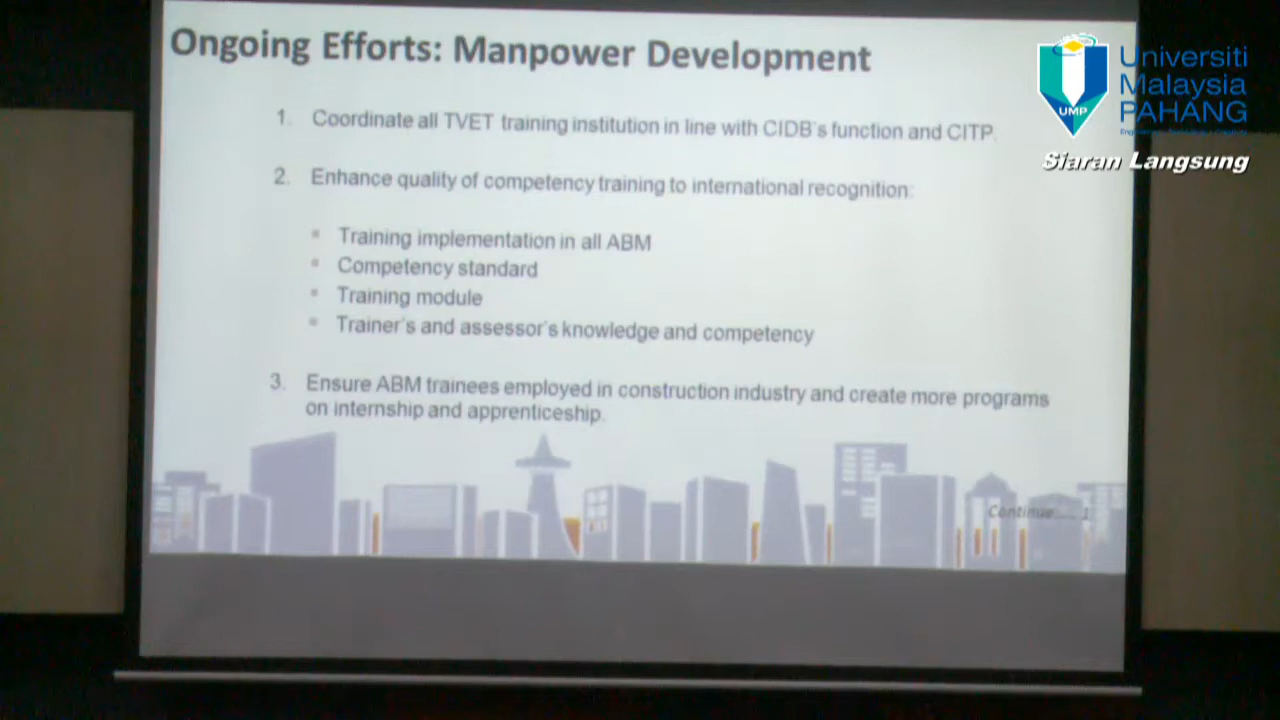 Ongoing Efforts: Manpower Development
1. Coordinate all TVET training institution in line with CIDB's function and CITP.
2. Enhance quality of competency training to international recognition:
Training implementation in all ABM
Competency standard
Training module
Trainer's and assessor's knowledge and competency
3. Ensure ABM trainees employed in construction industry and create more programs
on internship and apprenticeship.
Continue.... 1
UMP
Universiti
Malaysia
PAHANG
Siaran Langsung